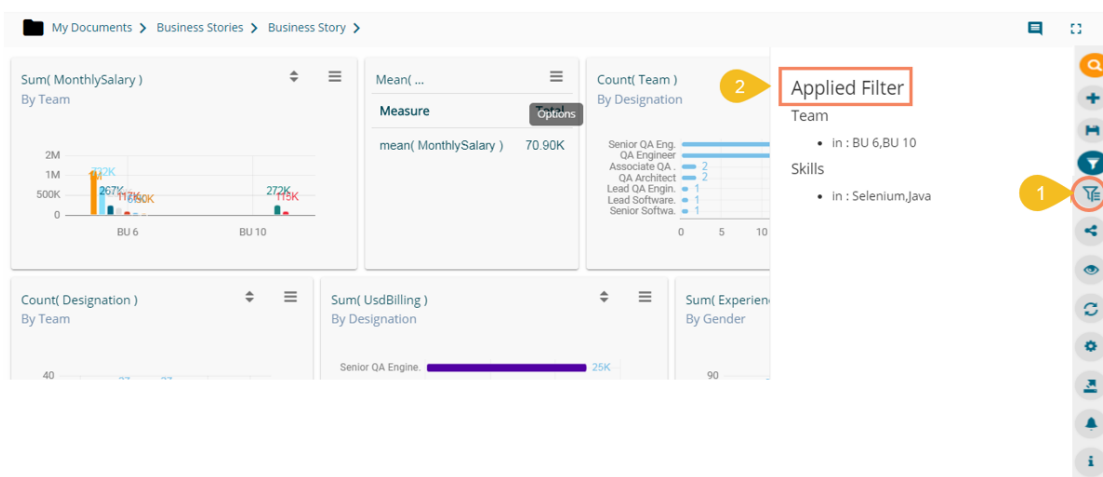 My Documents > Business Stories > Business Story >
Sum( MonthlySalary )
By Team
2M
1M
500K
0
267K
272K
115K
BU 6
BU 10
Mean( ...
Measure
Options
mean( MonthlySalary )
70.90K
Count( Team )
By Designation
Senior QA Eng.
QA Engineer
Associate QA . 2
QA Architect 2
Lead QA Engin. 1
Lead Software. 1
Senior Softwa. 1
0 5 10
2
Applied Filter
Team
in : BU 6,BU 10
Skills
in : Selenium,Java
1
Count( Designation )
By Team
40
Sum( UsdBilling )
By Designation
Senior QA Engine. 25K
Sum( Experien
By Gender
90